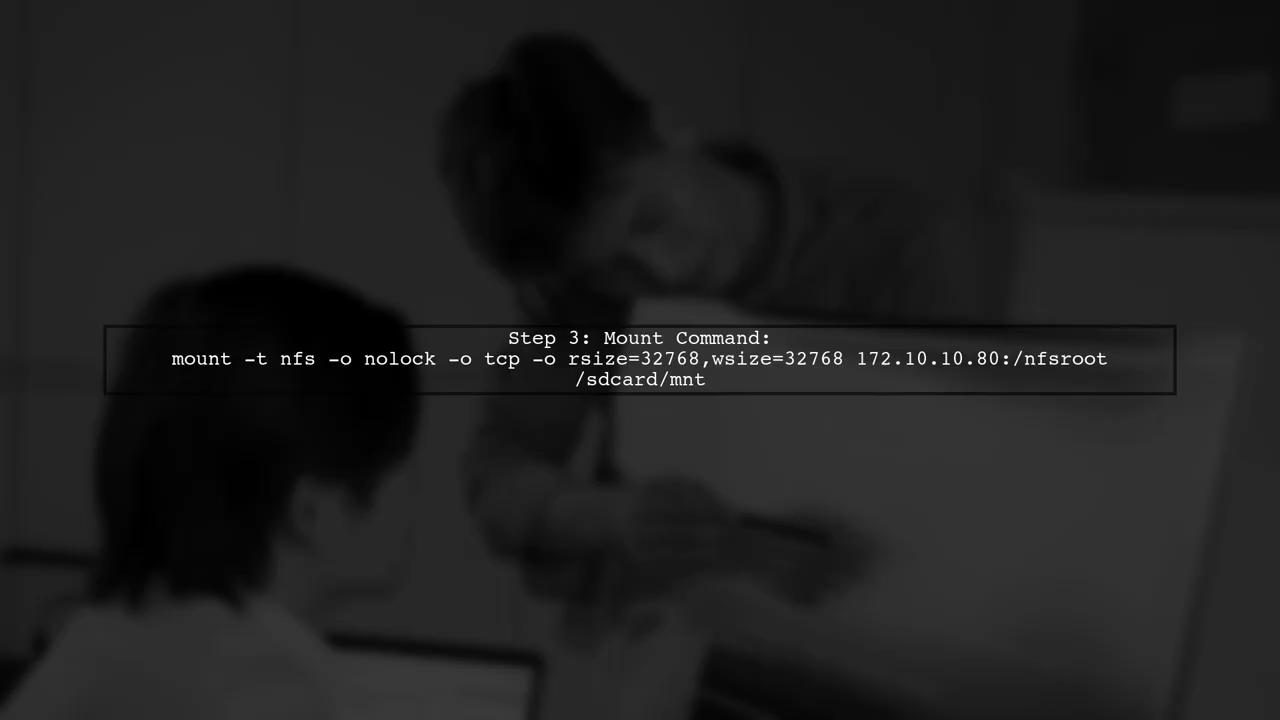 Step 3: Mount Command:
mount -t nfs -o nolock -o tcp -o rsize=32768,wsize=32768 172.10.10.80:/nfsroot
/sdcard/mnt